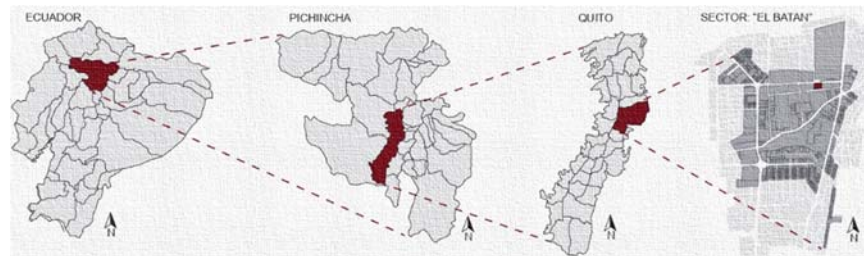 ECUADOR
PICHINCHA
QUITO
SECTOR: "EL BATAN"
N
N
N
N